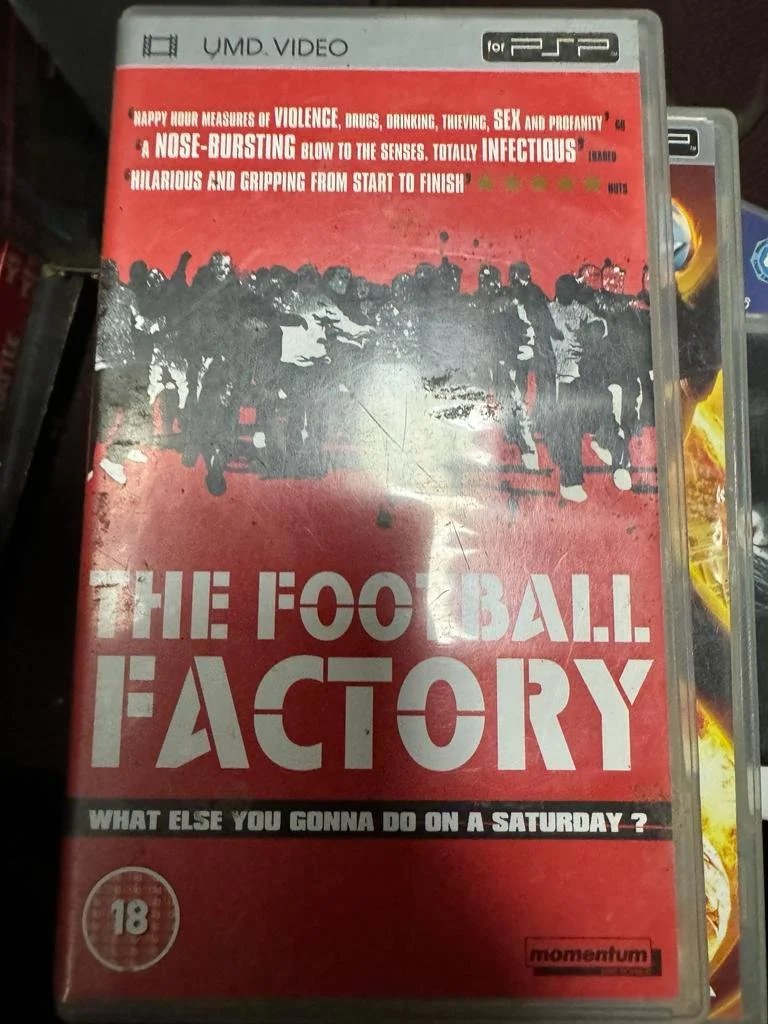 UMD VIDEO
for PSP
'HAPPY HOUR MEASURES OF VIOLENCE, DRUGS, DRINKING, THIEVING, SEX AND PROFANITY' GQ
'A NOSE-BURSTING BLOW TO THE SENSES. TOTALLY INFECTIOUS' LOADED
'HILARIOUS AND GRIPPING FROM START TO FINISH' ★★★★★ NUTS
THE FOOTBALL
FACTORY
WHAT ELSE YOU GONNA DO ON A SATURDAY ?
18
momentum